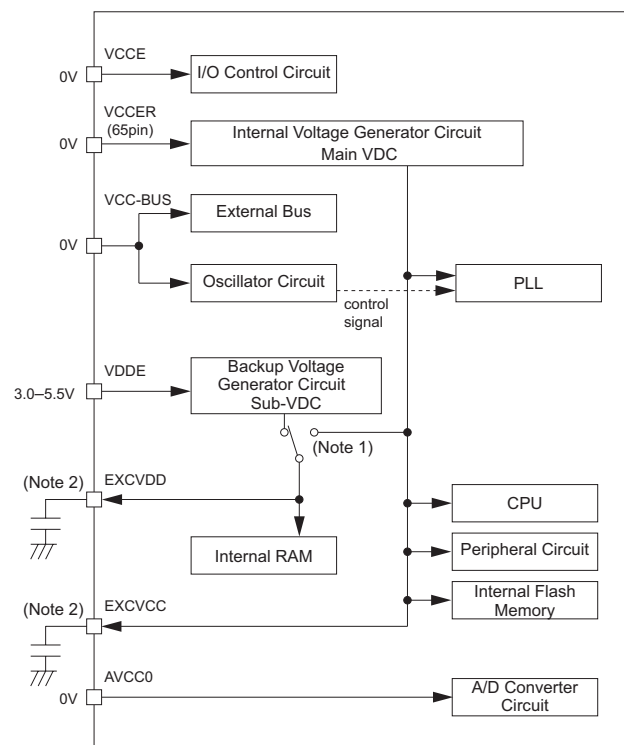 VCCE
0V
I/O Control Circuit
VCCER
(65pin)
0V
Internal Voltage Generator Circuit
Main VDC
VCC-BUS
External Bus
0V
Oscillator Circuit
control
signal
PLL
VDDE
3.0–5.5V
Backup Voltage
Generator Circuit
Sub-VDC
(Note 1)
(Note 2)
EXCVDD
CPU
Internal RAM
Peripheral Circuit
Internal Flash
Memory
(Note 2)
EXCVCC
AVCC0
0V
A/D Converter
Circuit